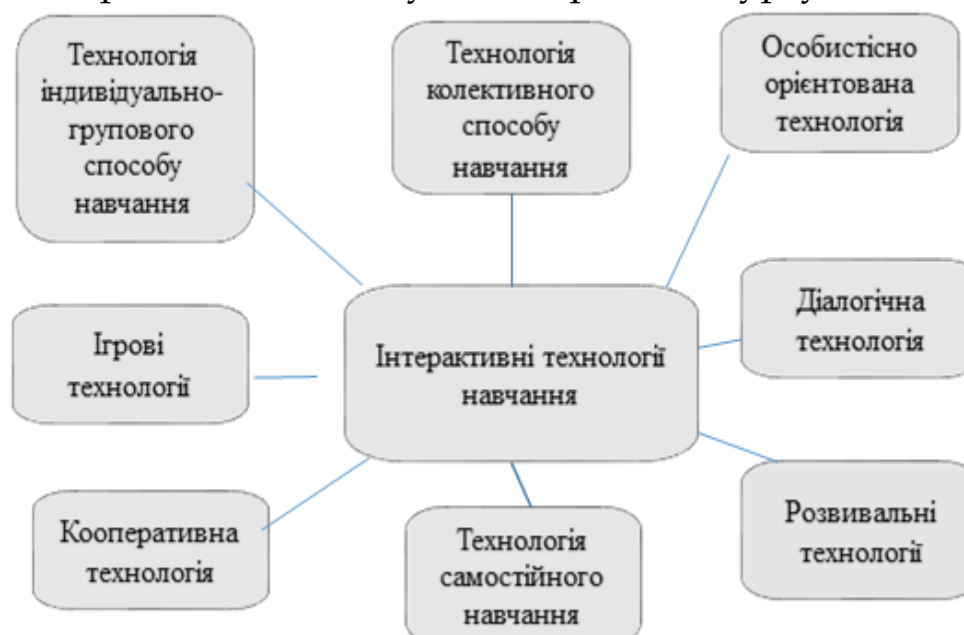 Технологія
індивідуально-
групового
способу
навчання
Технологія
колективного
способу
навчання
Особистісно
орієнтована
технологія
Ігрові
технології
Інтерактивні технології
навчання
Діалогічна
технологія
Кооперативна
технологія
Технологія
самостійного
навчання
Розвивальні
технології